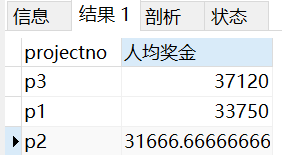 信息 结果 1 剖析 状态
projectno 人均奖金
p3 37120
p1 33750
p2 31666.66666666